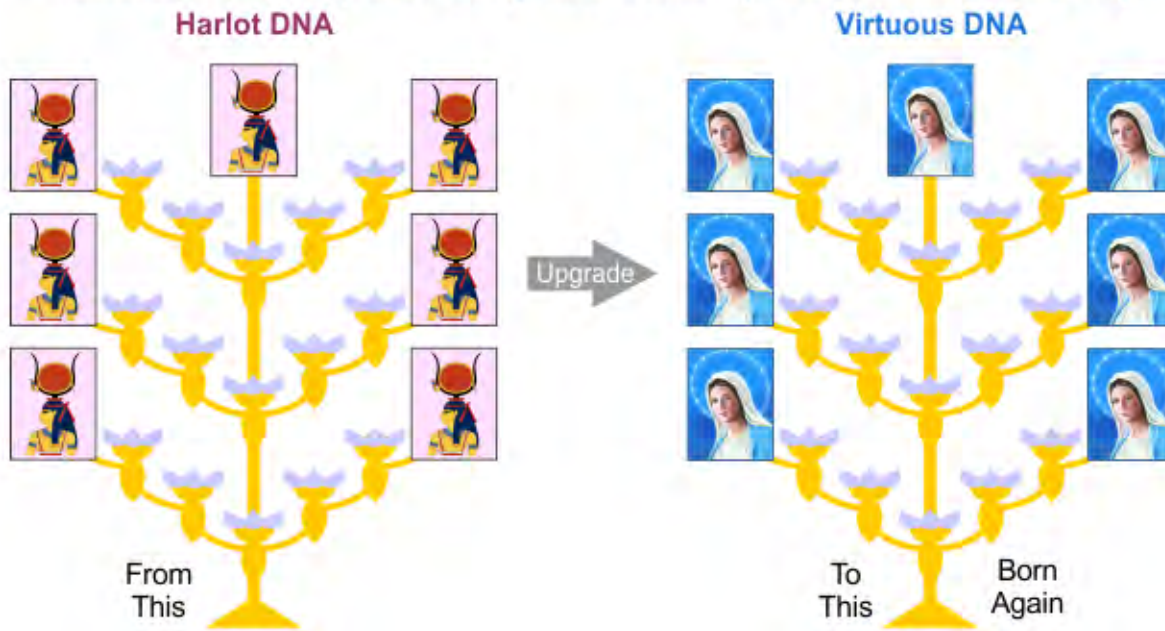 Harlot DNA
Virtuous DNA
Upgrade
From
This
To
This
Born
Again